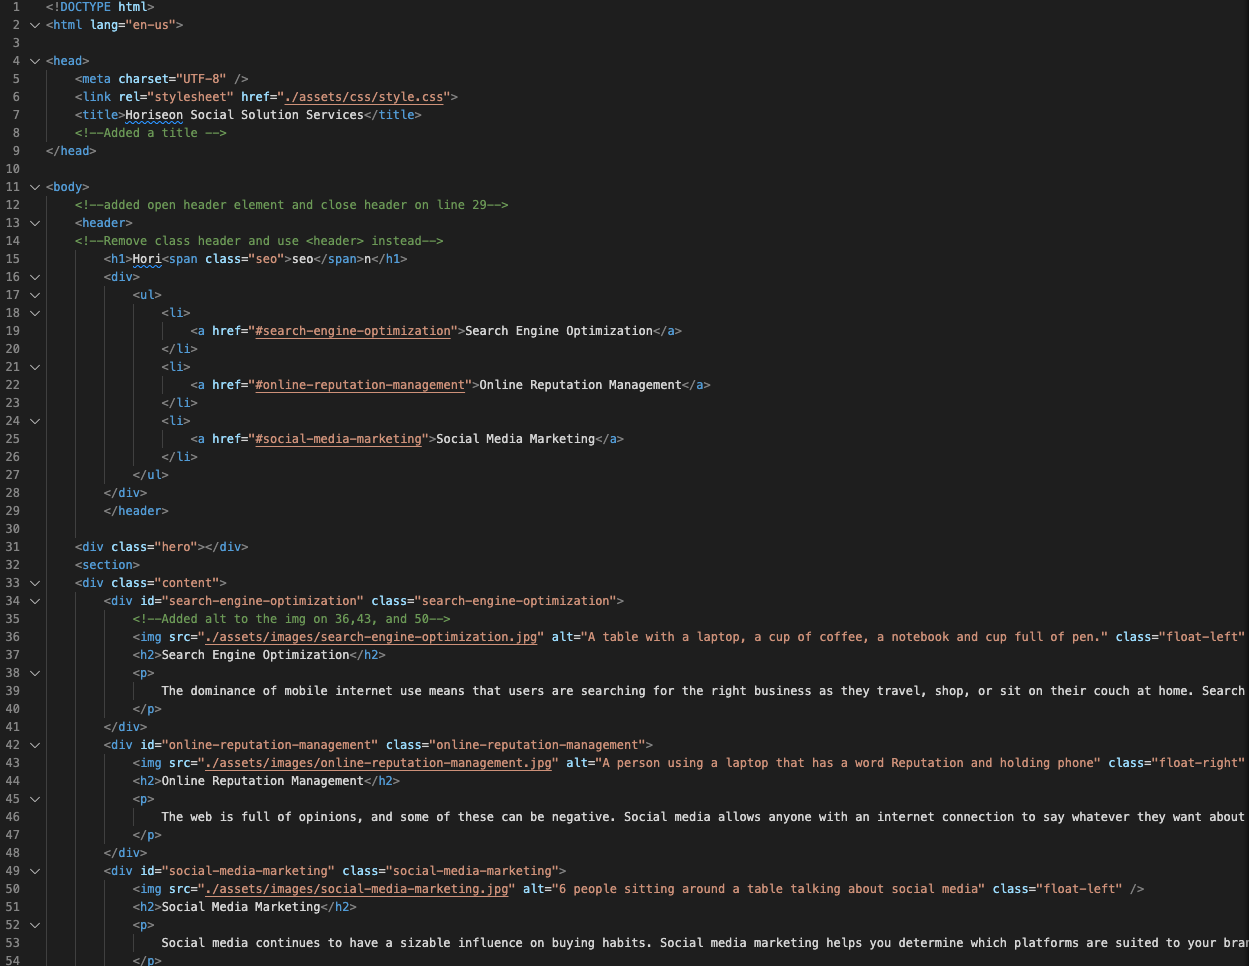 1 <!DOCTYPE html>
2 <html lang="en-us">
3
4 <head>
5 <meta charset="UTF-8" />
6 <link rel="stylesheet" href="./assets/css/style.css">
7 <title>Horiseon Social Solution Services</title>
8 <!--Added a title -->
9 </head>
10
11 <body>
12 <!--added open header element and close header on line 29-->
13 <header>
14 <!--Remove class header and use <header> instead-->
15 <h1>Hori<span class="seo">seo</span>n</h1>
16 <div>
17 <ul>
18 <li>
19 <a href="#search-engine-optimization">Search Engine Optimization</a>
20 </li>
21 <li>
22 <a href="#online-reputation-management">Online Reputation Management</a>
23 </li>
24 <li>
25 <a href="#social-media-marketing">Social Media Marketing</a>
26 </li>
27 </ul>
28 </div>
29 </header>
30
31 <div class="hero"></div>
32 <section>
33 <div class="content">
34 <div id="search-engine-optimization" class="search-engine-optimization">
35 <!--Added alt to the img on 36,43, and 50-->
36 <img src="./assets/images/search-engine-optimization.jpg" alt="A table with a laptop, a cup of coffee, a notebook and cup full of pen." class="float-left"
37 <h2>Search Engine Optimization</h2>
38 <p>
39 The dominance of mobile internet use means that users are searching for the right business as they travel, shop, or sit on their couch at home. Search
40 </p>
41 </div>
42 <div id="online-reputation-management" class="online-reputation-management">
43 <img src="./assets/images/online-reputation-management.jpg" alt="A person using a laptop that has a word Reputation and holding phone" class="float-right"
44 <h2>Online Reputation Management</h2>
45 <p>
46 The web is full of opinions, and some of these can be negative. Social media allows anyone with an internet connection to say whatever they want about
47 </p>
48 </div>
49 <div id="social-media-marketing" class="social-media-marketing">
50 <img src="./assets/images/social-media-marketing.jpg" alt="6 people sitting around a table talking about social media" class="float-left" />
51 <h2>Social Media Marketing</h2>
52 <p>
53 Social media continues to have a sizable influence on buying habits. Social media marketing helps you determine which platforms are suited to your
54 </p>